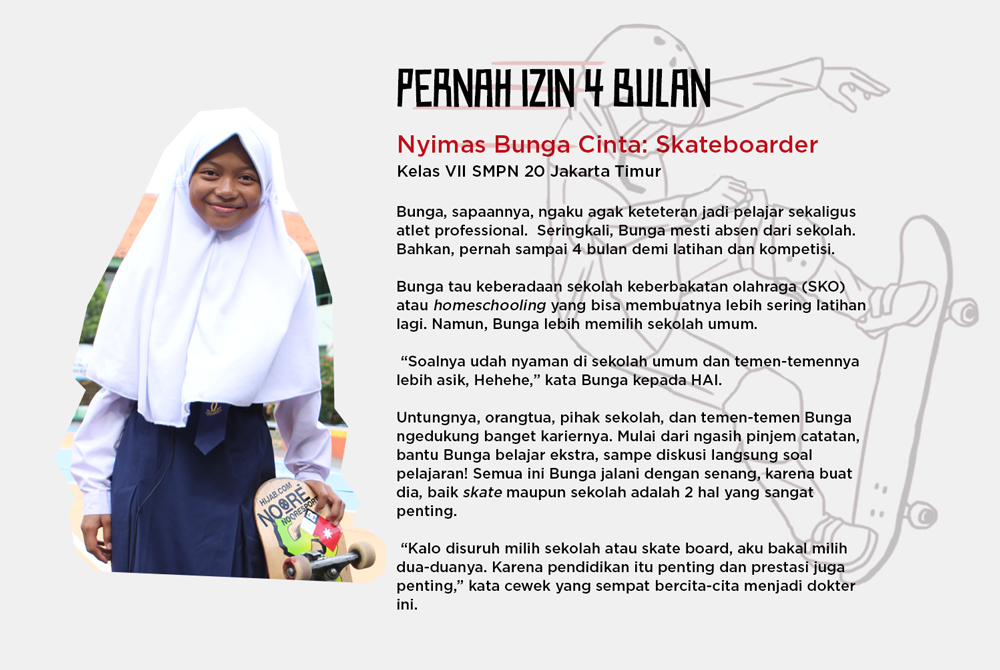 PERNAH IZIN 4 BULAN
Nyimas Bunga Cinta: Skateboarder
Kelas VII SMPN 20 Jakarta Timur
Bunga, sapaannya, ngaku agak keteteran jadi pelajar sekaligus
atlet professional.  Seringkali, Bunga mesti absen dari sekolah.
Bahkan, pernah sampai 4 bulan demi latihan dan kompetisi.
Bunga tau keberadaan sekolah keberbakatan olahraga (SKO)
atau homeschooling yang bisa membuatnya lebih sering latihan
lagi. Namun, Bunga lebih memilih sekolah umum.
“Soalnya udah nyaman di sekolah umum dan temen-temennya
lebih asik, Hehehe,” kata Bunga kepada HAI.
Untungnya, orangtua, pihak sekolah, dan temen-temen Bunga
ngedukung banget kariernya. Mulai dari ngasih pinjem catatan,
bantu Bunga belajar ekstra, sampe diskusi langsung soal
pelajaran! Semua ini Bunga jalani dengan senang, karena buat
dia, baik skate maupun sekolah adalah 2 hal yang sangat
penting.
“Kalo disuruh milih sekolah atau skate board, aku bakal milih
dua-duanya. Karena pendidikan itu penting dan prestasi juga
penting,” kata cewek yang sempat bercita-cita menjadi dokter
ini.
HIJAB.COM
NOORE
NOORESPORT